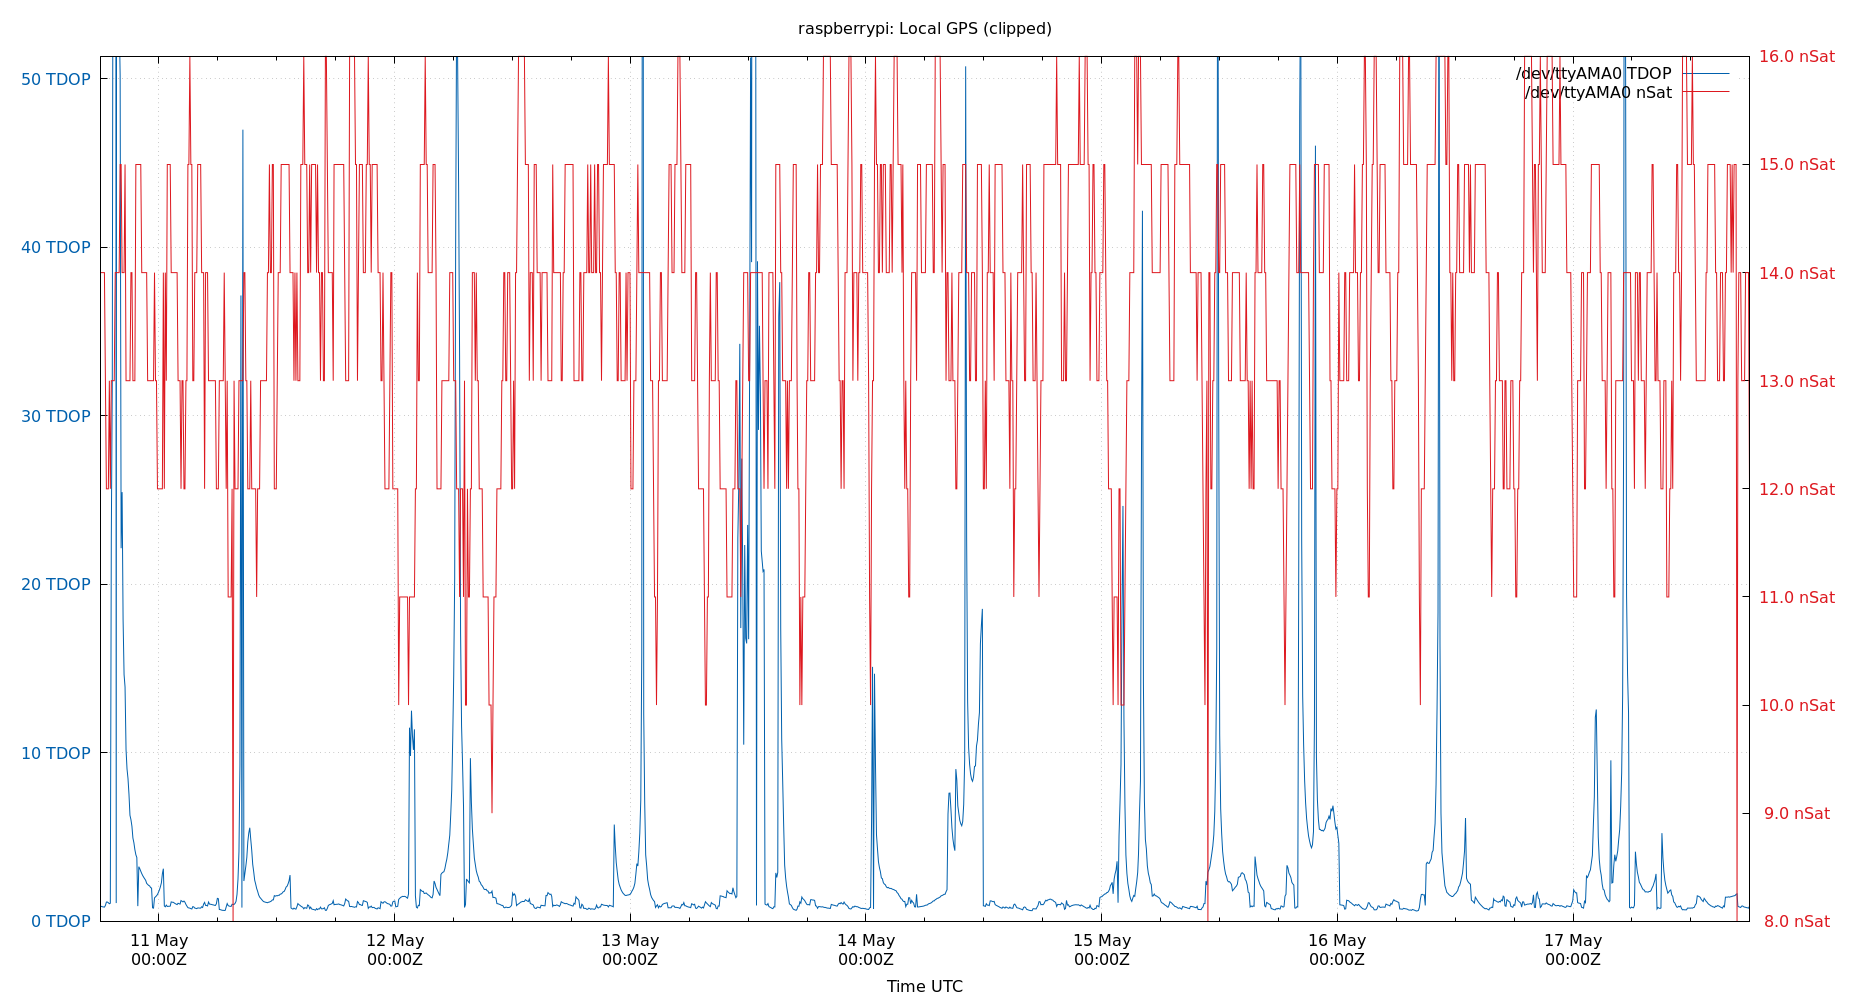 raspberrypi: Local GPS (clipped)
/dev/ttyAMA0 TDOP
/dev/ttyAMA0 nSat
50 TDOP
40 TDOP
30 TDOP
20 TDOP
10 TDOP
0 TDOP
16.0 nSat
15.0 nSat
14.0 nSat
13.0 nSat
12.0 nSat
11.0 nSat
10.0 nSat
9.0 nSat
8.0 nSat
11 May
00:00Z
12 May
00:00Z
13 May
00:00Z
14 May
00:00Z
15 May
00:00Z
16 May
00:00Z
17 May
00:00Z
Time UTC